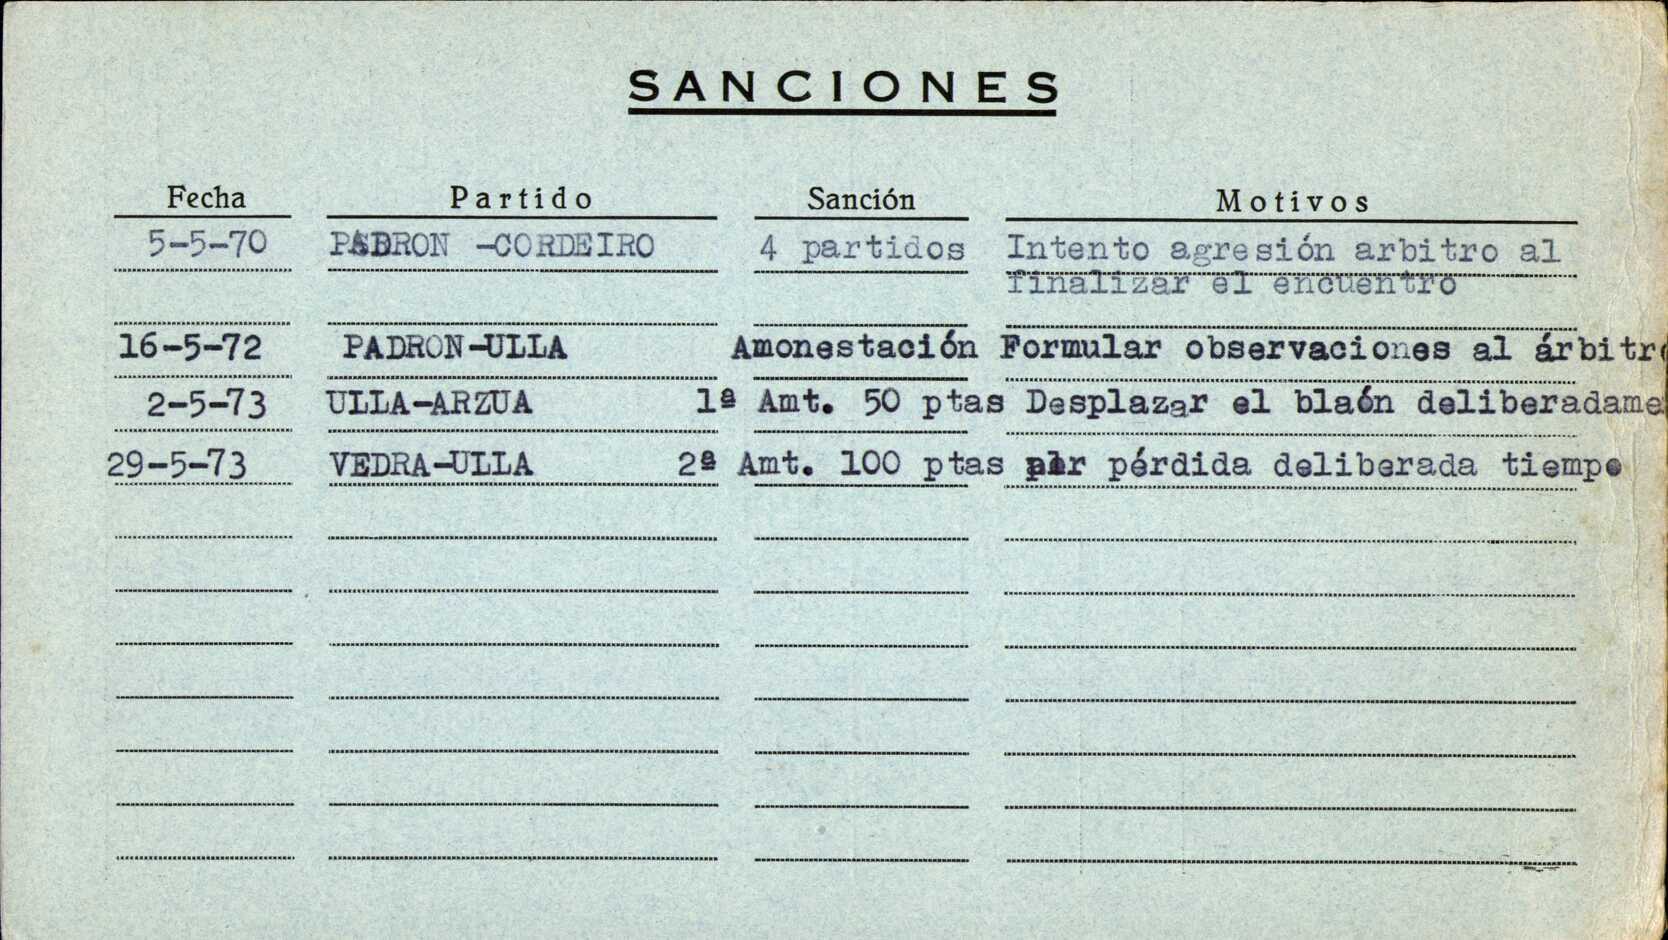 SANCIONES
Fecha Partido Sanción Motivos
5-5-70 PADRON -CORDEIRO 4 partidos Intento agresión arbitro al
finalizar el encuentro
16-5-72 PADRON-ULLA Amonestación Formular observaciones al árbitro
2-5-73 ULLA-ARZUA 1ª Amt. 50 ptas Desplazar el blaón deliberadame
29-5-73 VEDRA-ULLA 2ª Amt. 100 ptas por pérdida deliberada tiempo